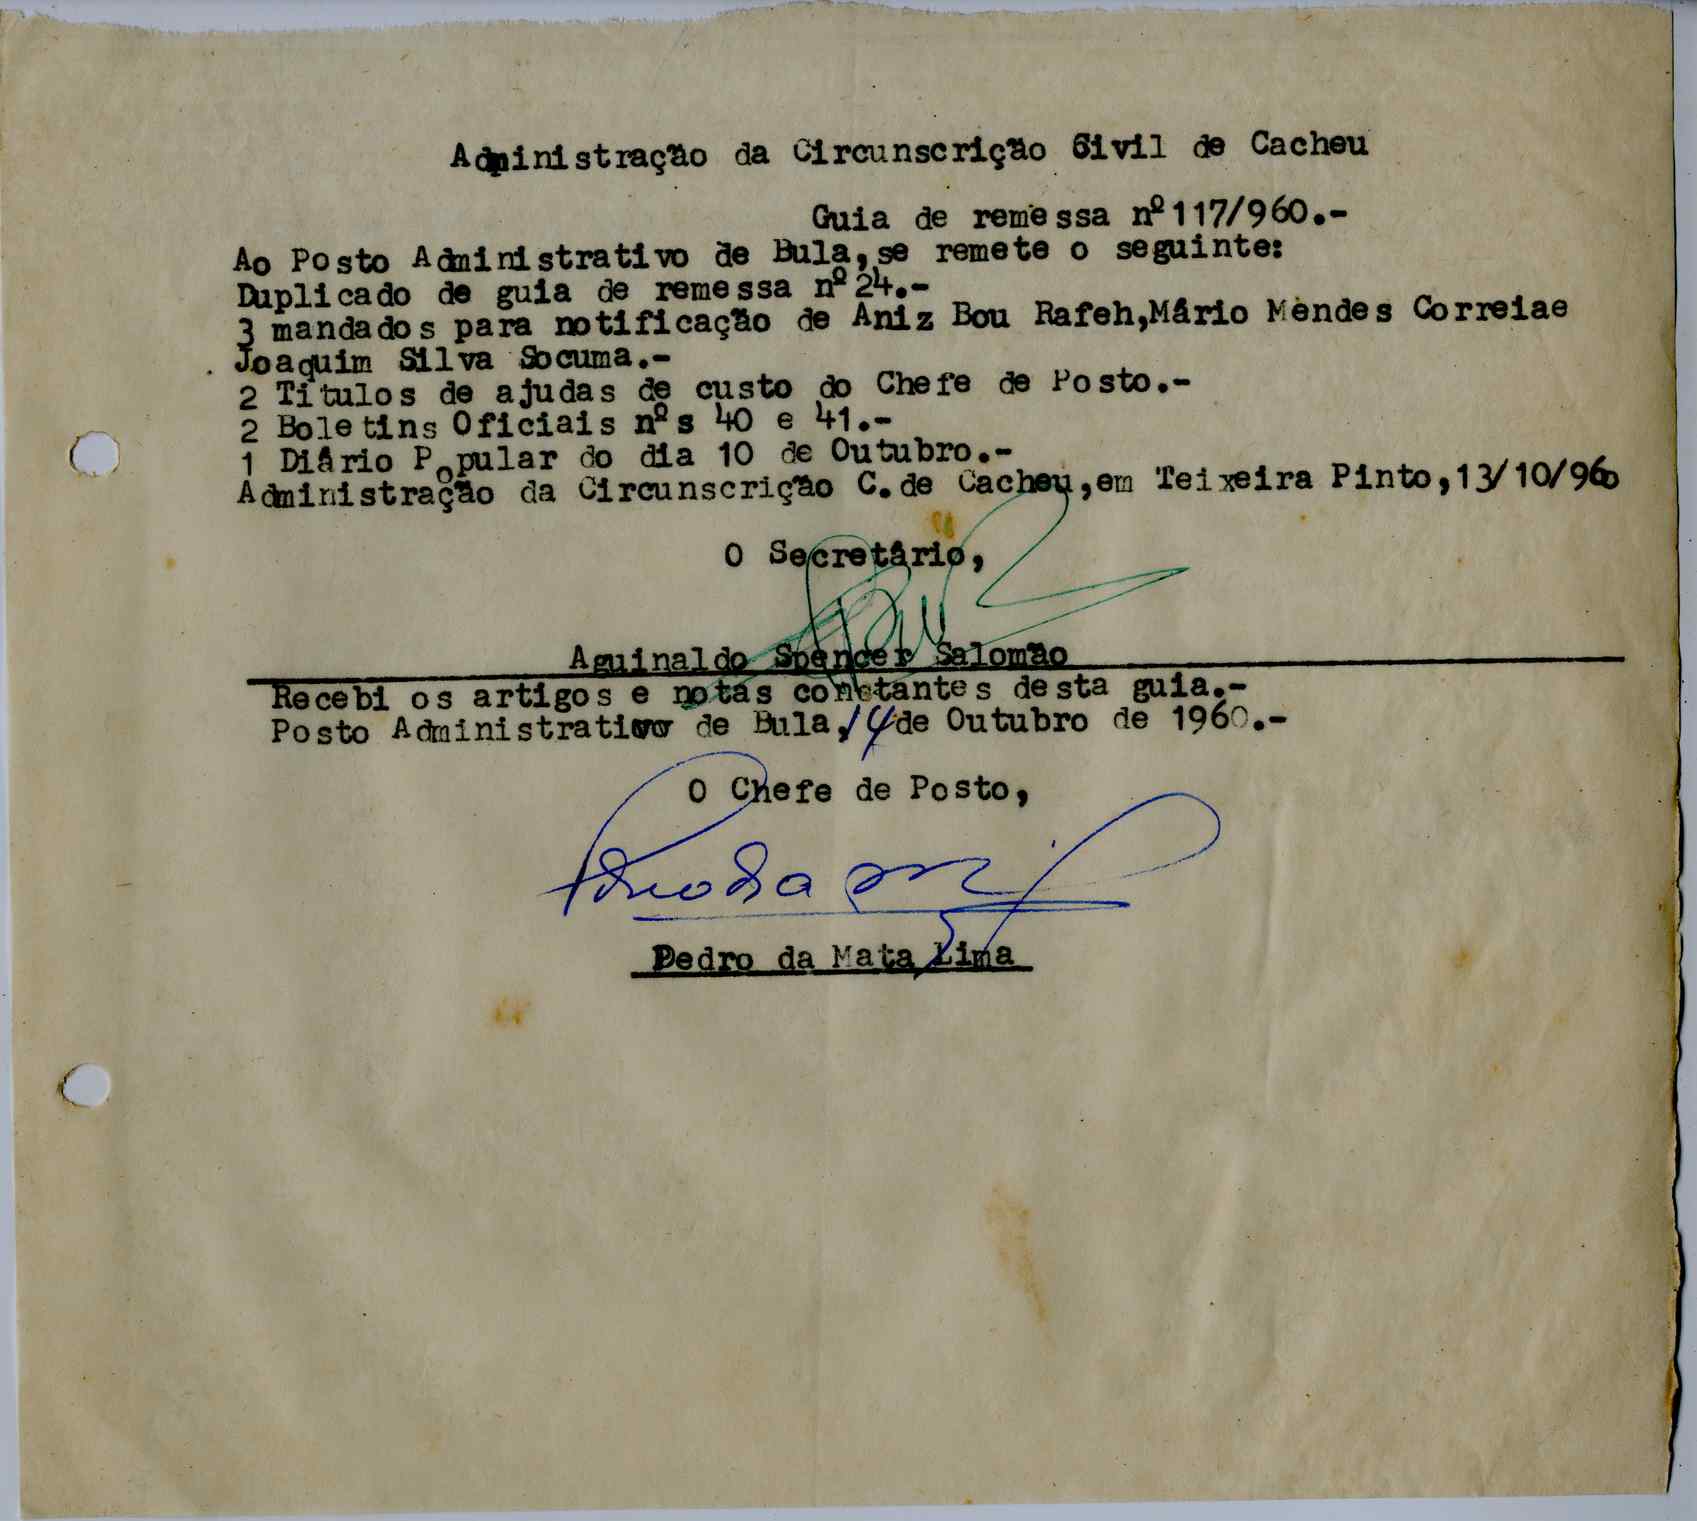 Administração da Circunscrição Civil de Cacheu
Guia de remessa nº117/960.-
Ao Posto Administrativo de Bula,se remete o seguinte:
Duplicado de guia de remessa nº24.-
3 mandados para notificação de Aniz Bou Rafeh,Mârio Mendes Correiae
Joaquim Silva Socuma.-
2 Titulos de ajudas de custo do Chefe de Posto.-
2 Boletins Oficiais nºs 40 e 41.-
1 Diârio Popular do dia 10 de Outubro.-
Administração da Circunscrição C.de Cacheu,em Teixeira Pinto,13/10/960
O Secretârio,
Aguinaldo Spencer Salomão
Recebi os artigos e notas constantes desta guia.-
Posto Administrativo de Bula,14 de Outubro de 1960.-
O Chefe de Posto,
Pedro da Mata Lima